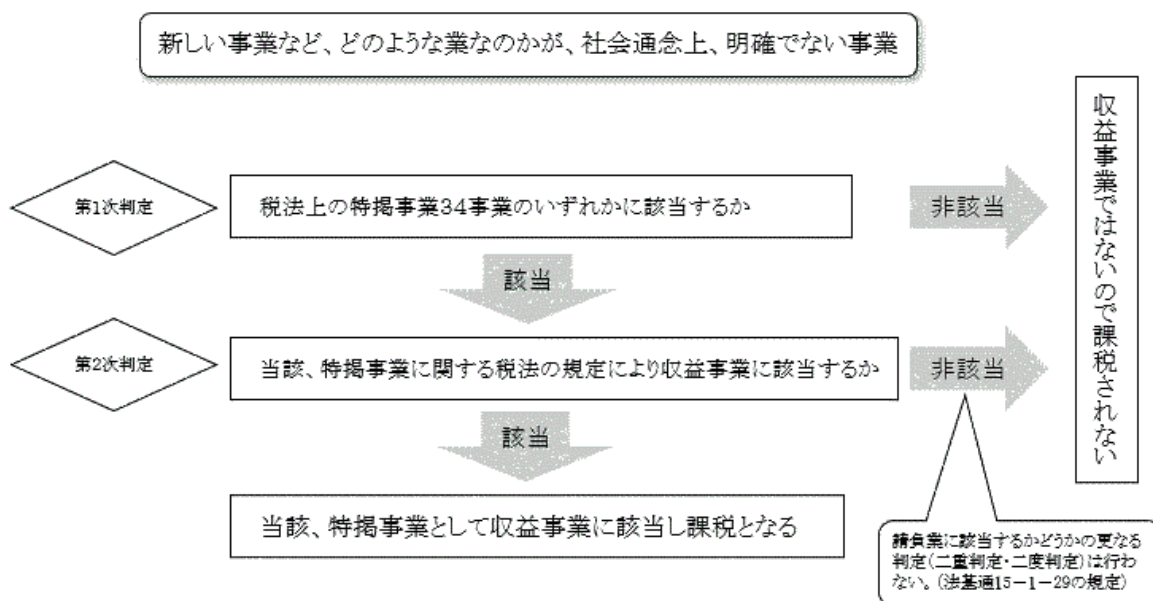 新しい事業など、どのような業なのかが、社会通念上、明確でない事業
第1次判定
税法上の特掲事業34事業のいずれかに該当するか
非該当
収益事業ではないので課税されない
該当
第2次判定
当該、特掲事業に関する税法の規定により収益事業に該当するか
非該当
該当
当該、特掲事業として収益事業に該当し課税となる
請負業に該当するかどうかの更なる
判定(二重判定・二度判定)は行わ
ない。(法基通15－1－29の規定)